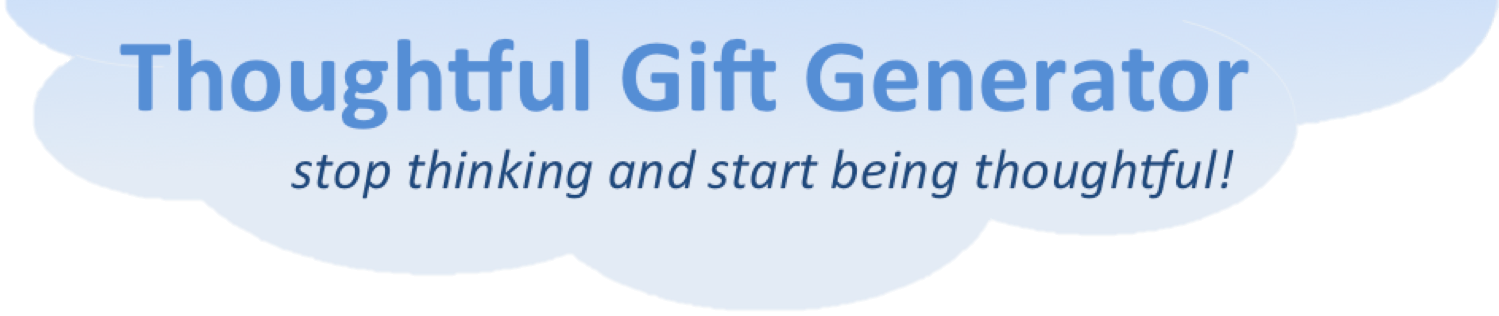 Thoughtful Gift Generator
stop thinking and start being thoughtful!